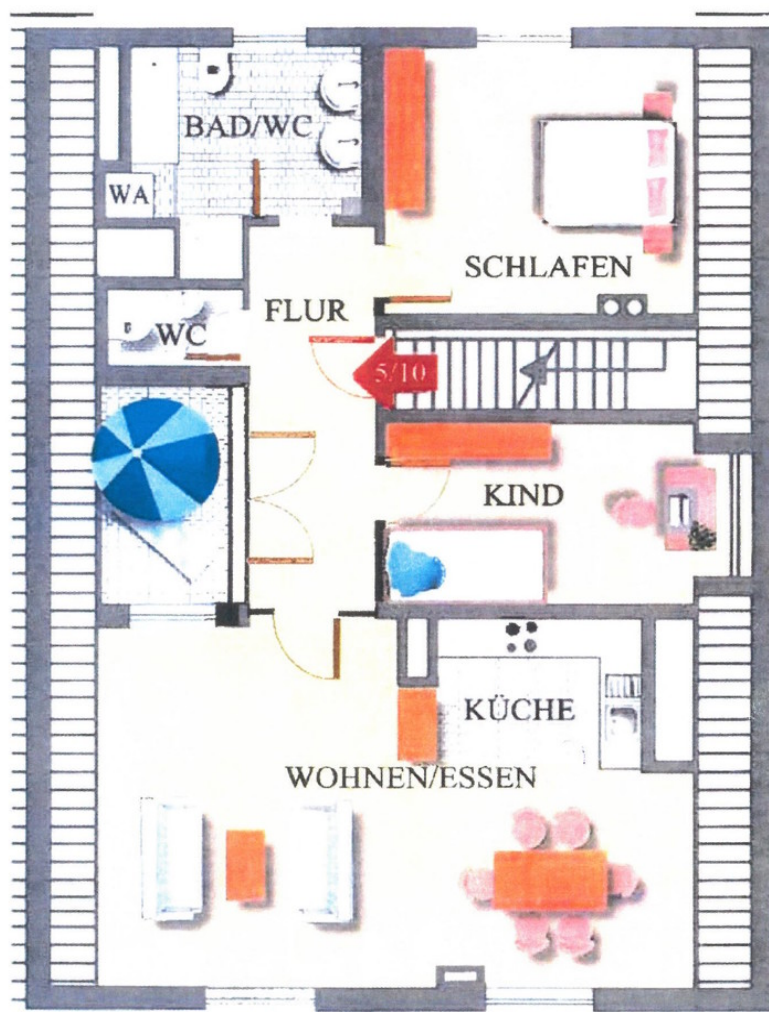 BAD/WC
WA
SCHLAFEN
FLUR
WC
5/10
KIND
KÜCHE
WOHNEN/ESSEN